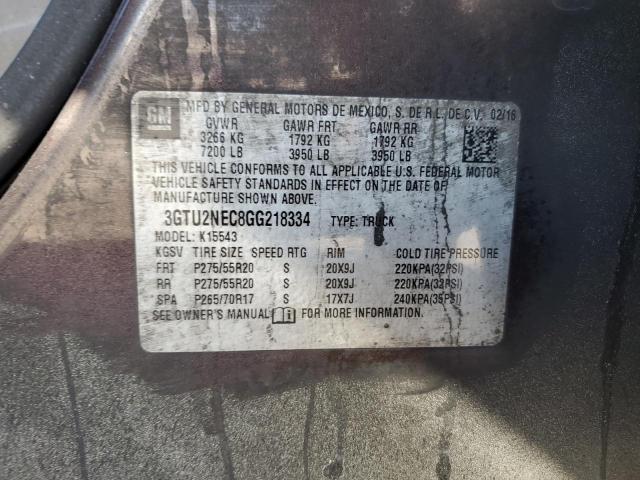 GM
MFD BY GENERAL MOTORS DE MEXICO, S. DE R.L. DE C.V. 02/16
GVWR GAWR FRT GAWR RR
3266 KG 1792 KG 1792 KG
7200 LB 3950 LB 3950 LB
THIS VEHICLE CONFORMS TO ALL APPLICABLE U.S. FEDERAL MOTOR
VEHICLE SAFETY STANDARDS IN EFFECT ON THE DATE OF
MANUFACTURE SHOWN ABOVE.
3GTU2NEC8GG218334 TYPE: TRUCK
MODEL: K15543
KGSV TIRE SIZE SPEED RTG RIM COLD TIRE PRESSURE
FRT P275/55R20 S 20X9J 220KPA(32PSI)
RR P275/55R20 S 20X9J 220KPA(32PSI)
SPA P265/70R17 S 17X7J 240KPA(35PSI)
SEE OWNER'S MANUAL FOR MORE INFORMATION.